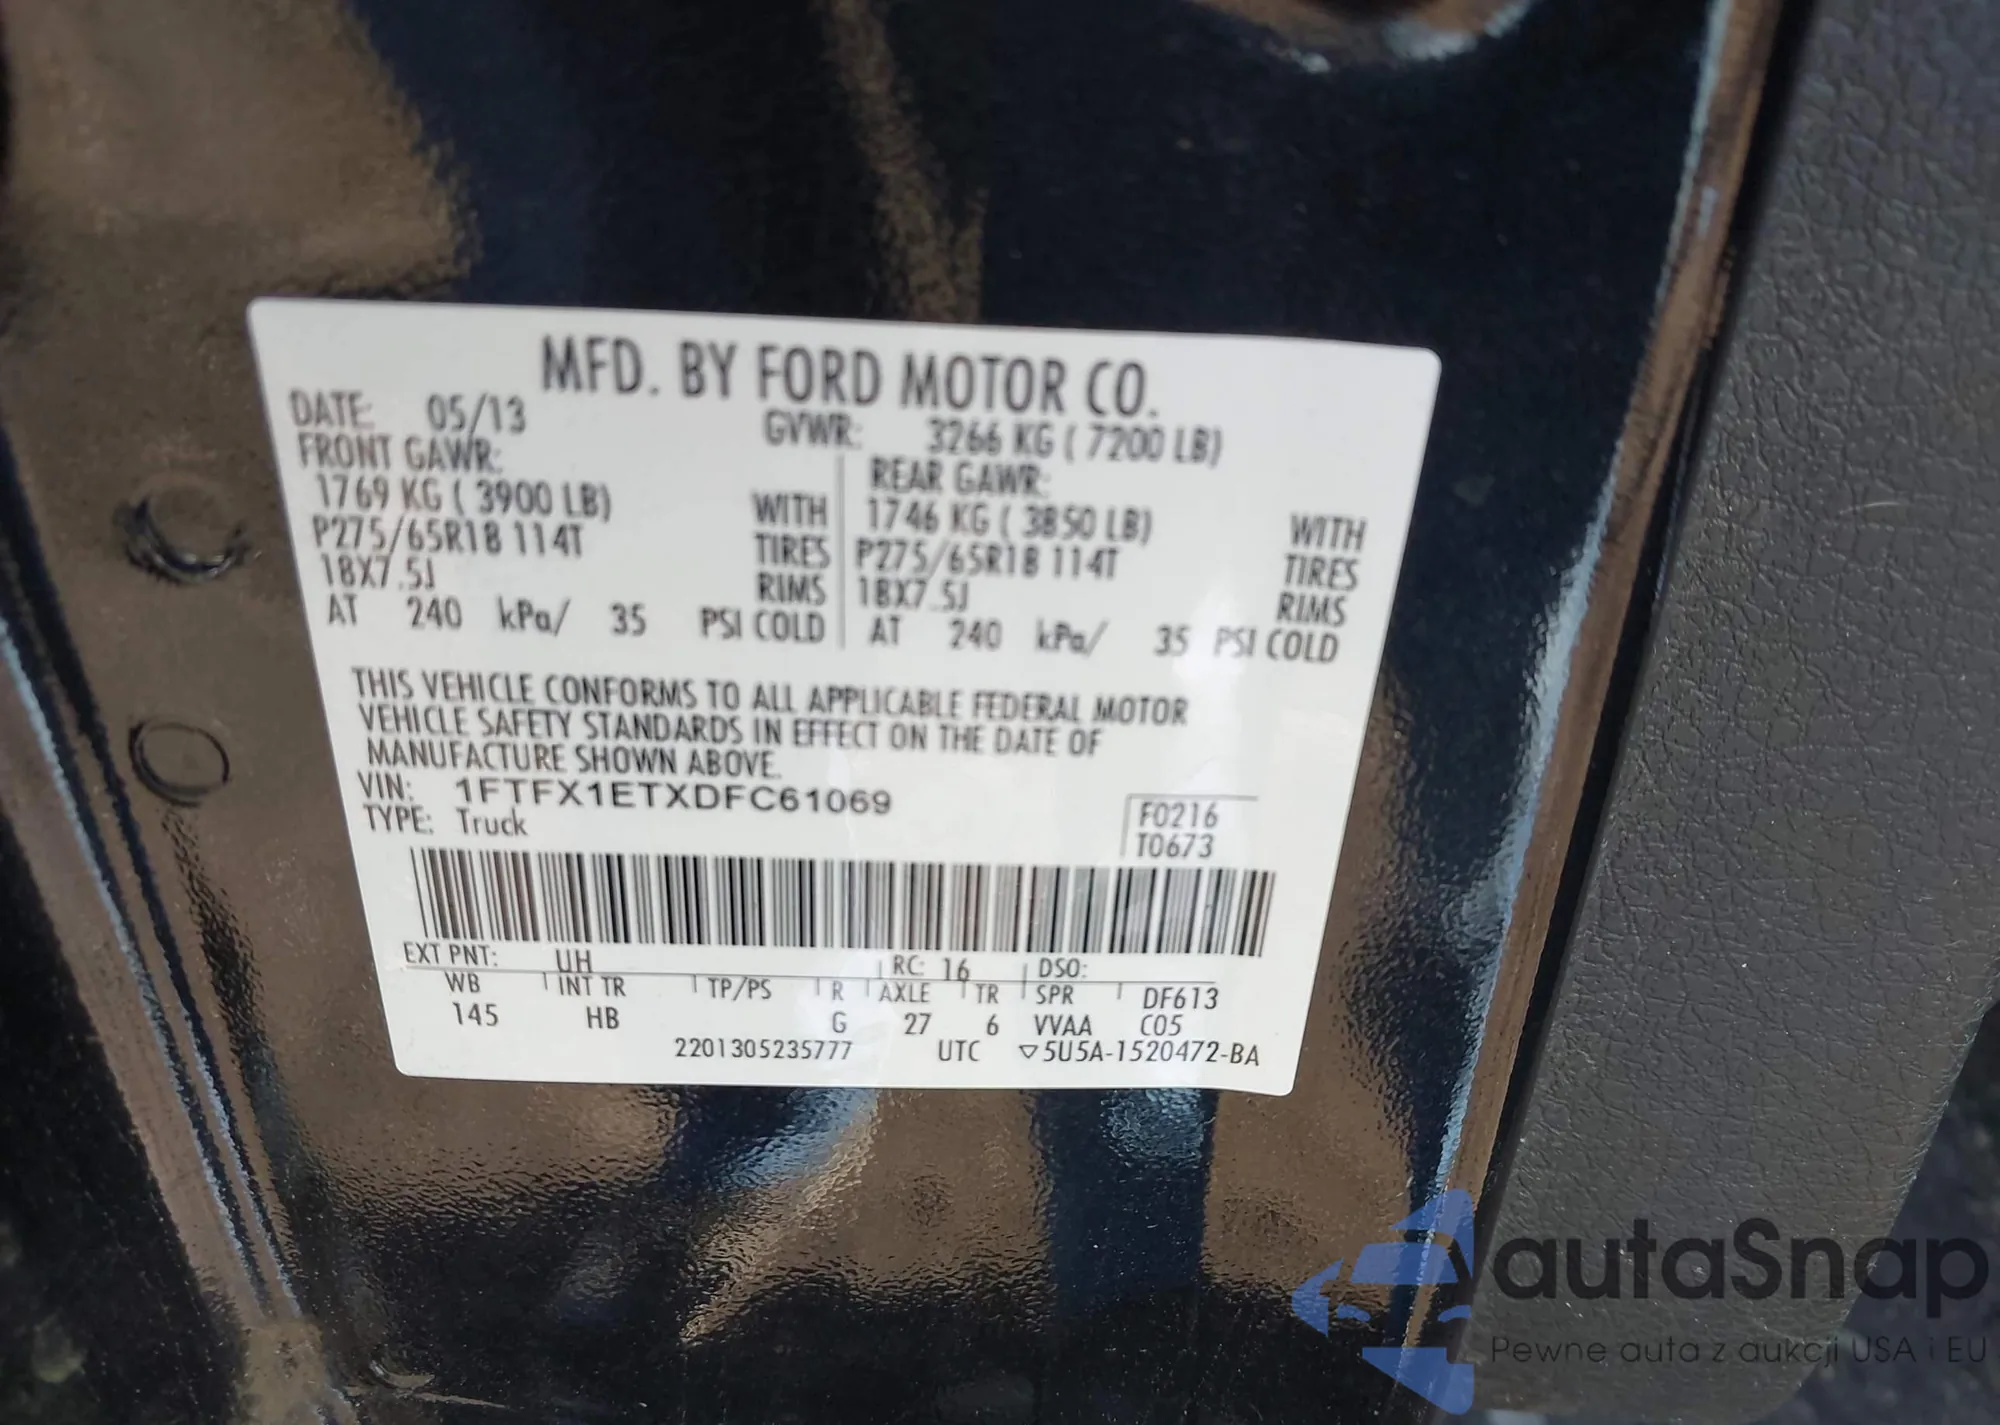 MFD. BY FORD MOTOR CO.
DATE: 05/13 GVWR: 3266 KG ( 7200 LB)
FRONT GAWR: REAR GAWR:
1769 KG ( 3900 LB) WITH 1746 KG ( 3850 LB) WITH
P275/65R18 114T TIRES P275/65R18 114T TIRES
18X7.5J RIMS 18X7.5J RIMS
AT 240 kPa/ 35 PSI COLD AT 240 kPa/ 35 PSI COLD
THIS VEHICLE CONFORMS TO ALL APPLICABLE FEDERAL MOTOR
VEHICLE SAFETY STANDARDS IN EFFECT ON THE DATE OF
MANUFACTURE SHOWN ABOVE.
VIN: 1FTFX1ETXDFC61069 F0216
TYPE: Truck T0673
EXT PNT: UH RC: 16 DSO:
WB INT TR TP/PS R AXLE TR SPR DF613
145 HB G 27 6 VVAA C05
2201305235777 UTC ▽5U5A-1520472-BA
autaSnap
Pewne auta z aukcji USA i EU